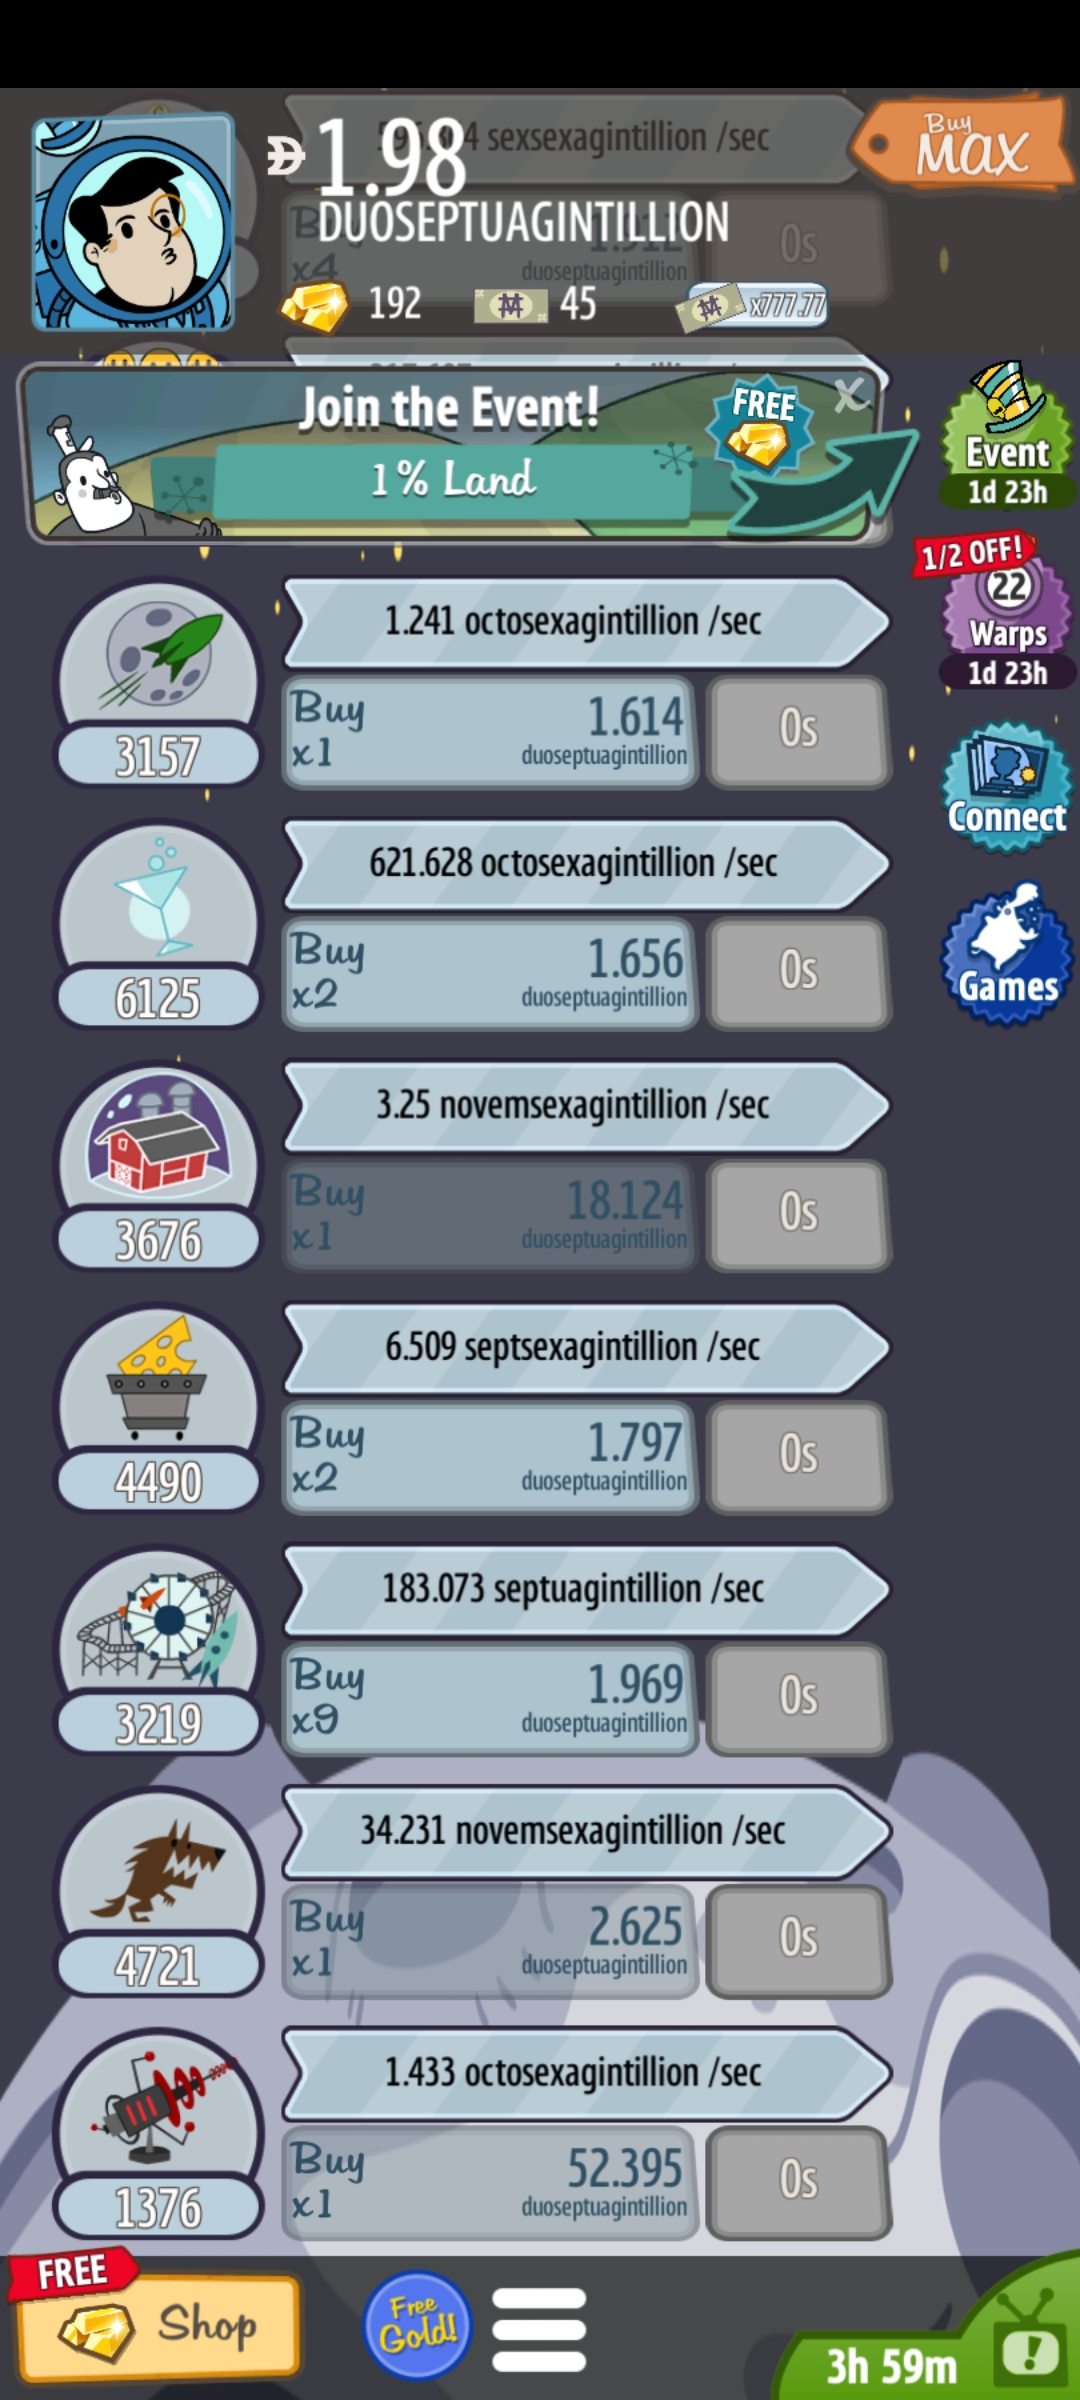 sexsexagintillion /sec
1.98
DUOSEPTUAGINTILLION
Buy
x4
1.912
duoseptuagintillion
0s
192
45
x777.77
Buy
MAX
Join the Event!
1% Land
FREE
X
Event
1d 23h
1/2 OFF!
22
Warps
1d 23h
Connect
Games
1.241 octosexagintillion /sec
Buy
x1
1.614
duoseptuagintillion
0s
3157
621.628 octosexagintillion /sec
Buy
x2
1.656
duoseptuagintillion
0s
6125
3.25 novemsexagintillion /sec
Buy
x1
18.124
duoseptuagintillion
0s
3676
6.509 septsexagintillion /sec
Buy
x2
1.797
duoseptuagintillion
0s
4490
183.073 septuagintillion /sec
Buy
x9
1.969
duoseptuagintillion
0s
3219
34.231 novemsexagintillion /sec
Buy
x1
2.625
duoseptuagintillion
0s
4721
1.433 octosexagintillion /sec
Buy
x1
52.395
duoseptuagintillion
0s
1376
FREE
Shop
Free
Gold!
3h 59m